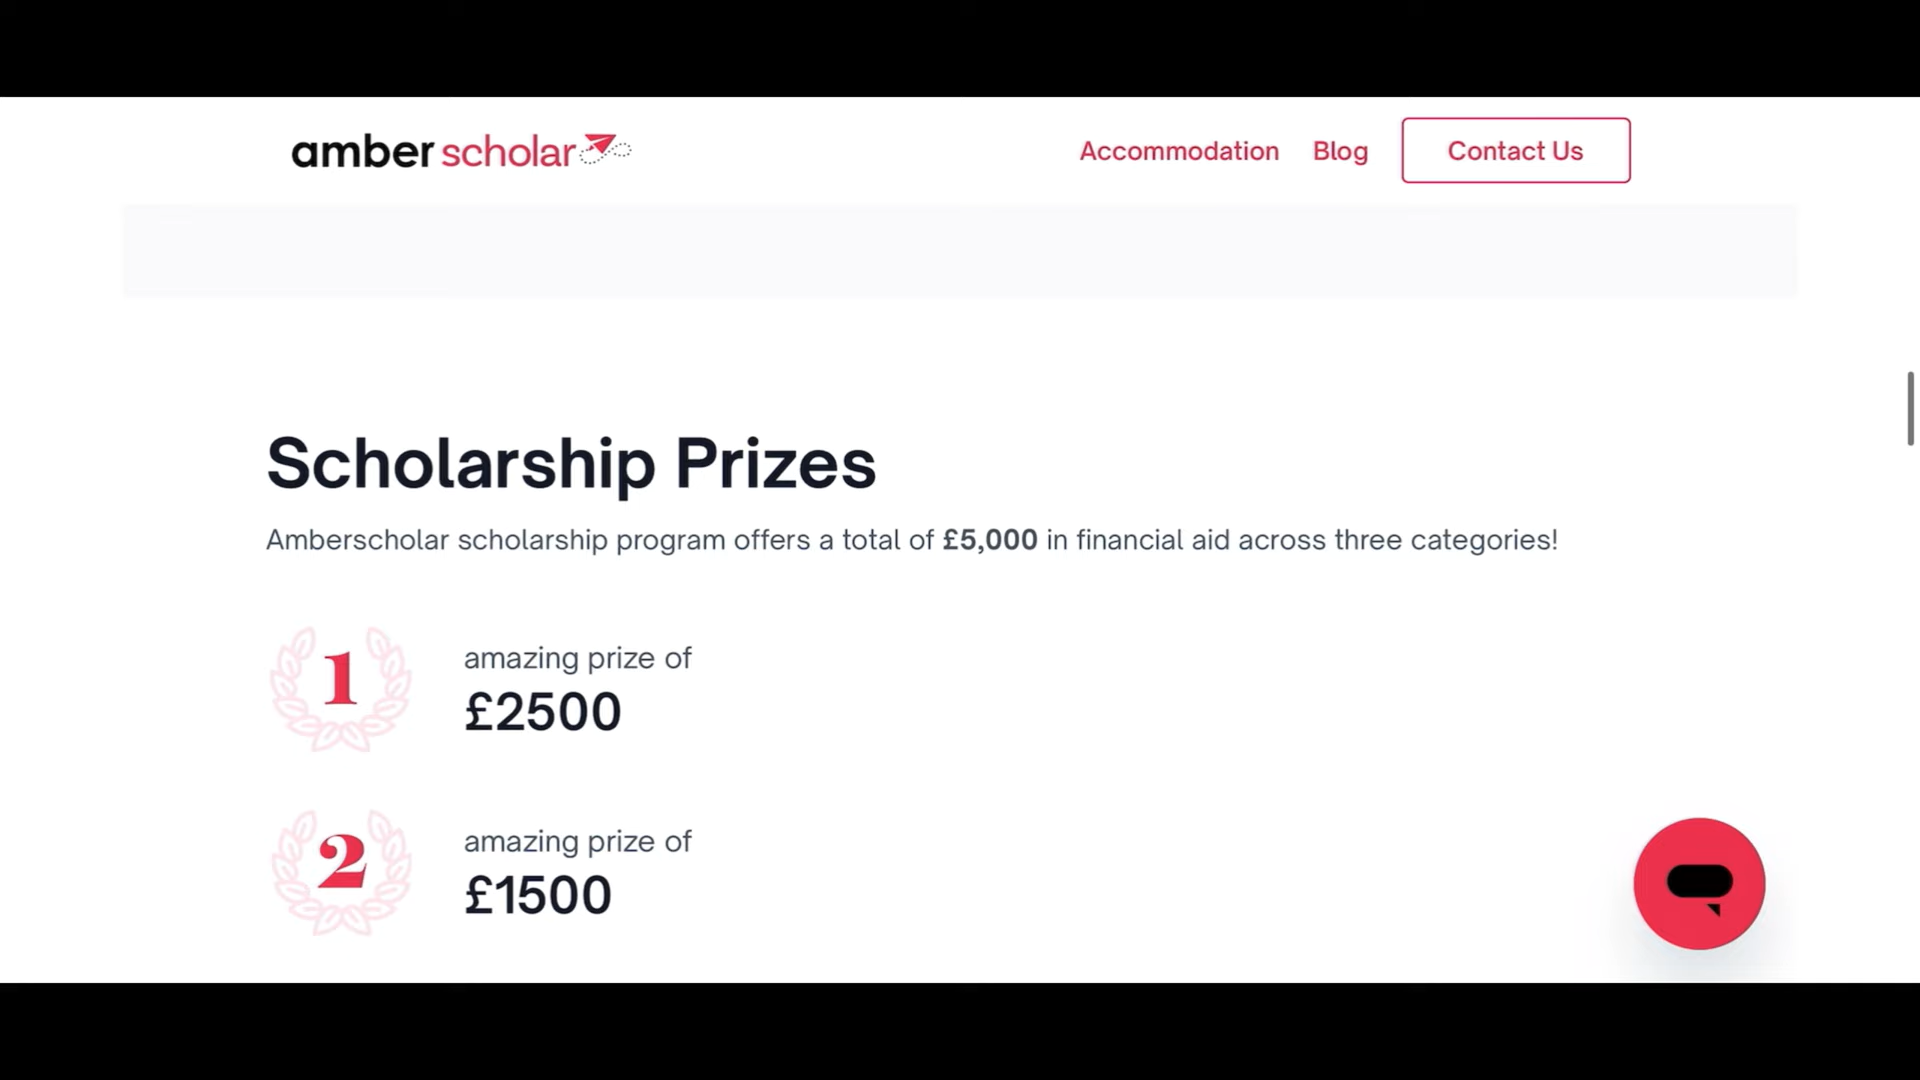 amber scholar
Accommodation
Blog
Contact Us
Scholarship Prizes
Amberscholar scholarship program offers a total of £5,000 in financial aid across three categories!
1
amazing prize of
£2500
2
amazing prize of
£1500